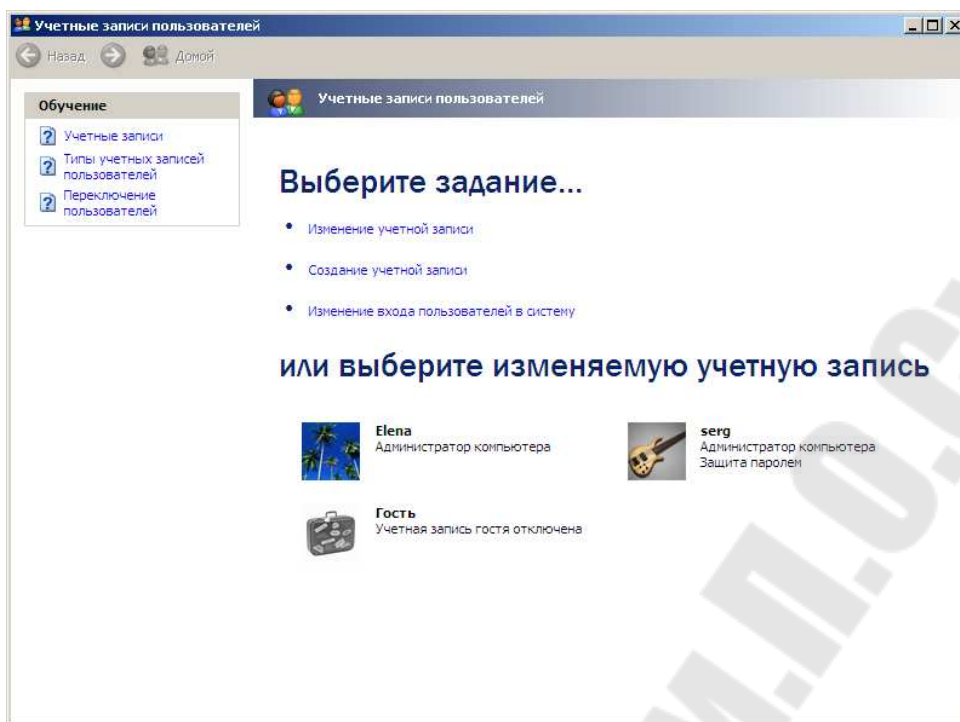 Учетные записи пользователей
Назад
Домой
Обучение
Учетные записи
Типы учетных записей
пользователей
Переключение
пользователей
Учетные записи пользователей
Выберите задание...
Изменение учетной записи
Создание учетной записи
Изменение входа пользователей в систему
или выберите изменяемую учетную запись
Elena
Администратор компьютера
serg
Администратор компьютера
Защита паролем
Гость
Учетная запись гостя отключена